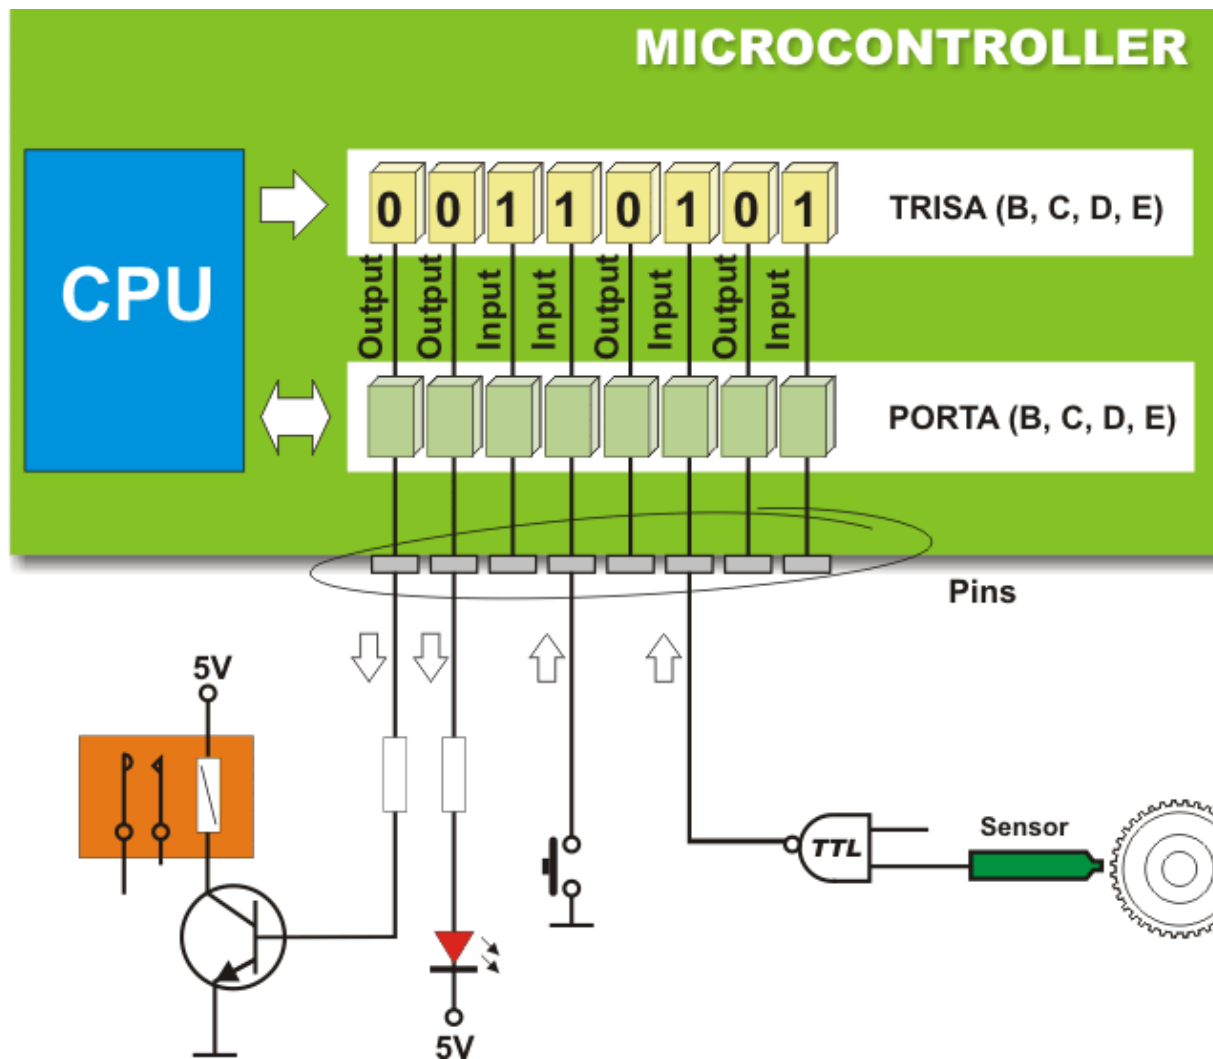 MICROCONTROLLER
CPU
0 0 1 1 0 1 0 1
TRISA (B, C, D, E)
Output Output Input Input Output Input Output Input
PORTA (B, C, D, E)
Pins
5V
Sensor
TTL
5V